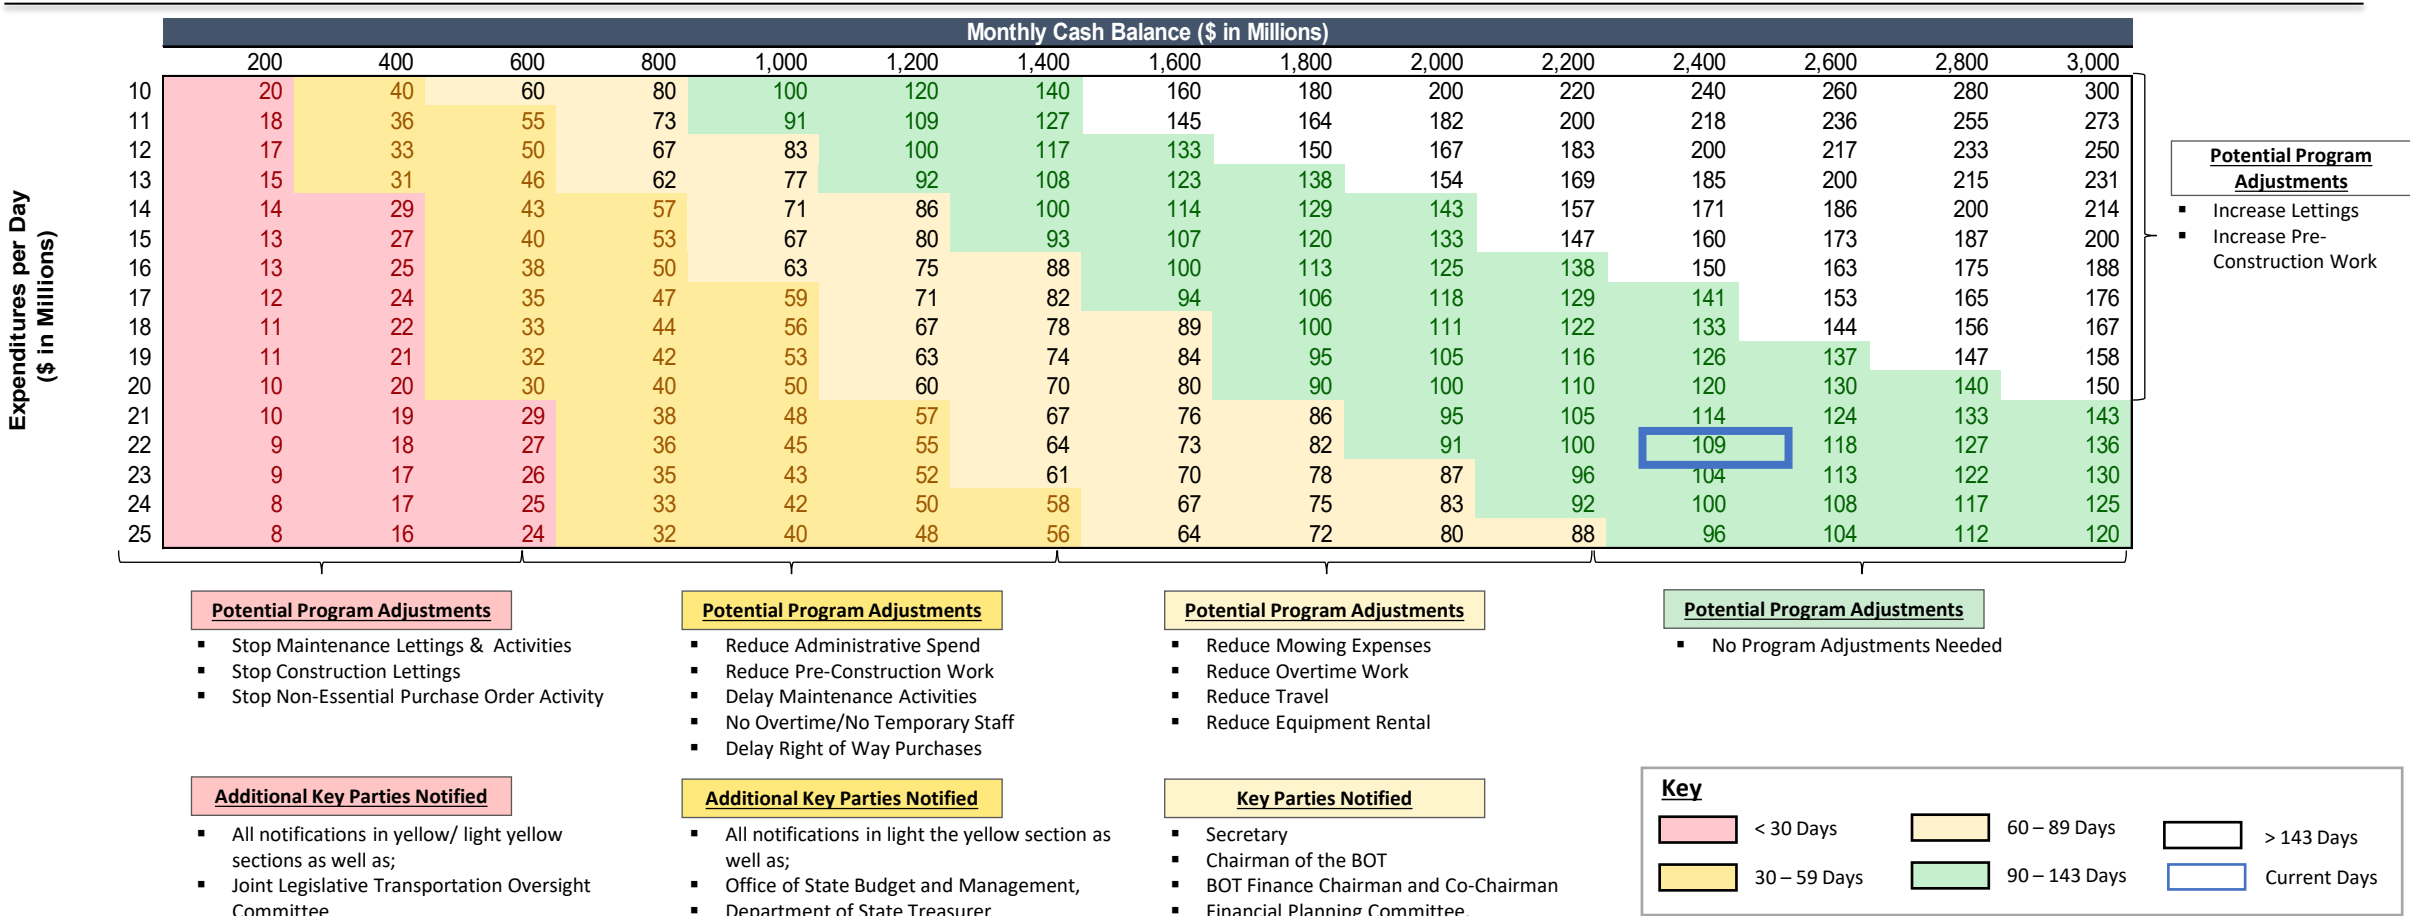 Monthly Cash Balance ($ in Millions)
200 400 600 800 1,000 1,200 1,400 1,600 1,800 2,000 2,200 2,400 2,600 2,800 3,000
Expenditures per Day
($ in Millions)
10 20 40 60 80 100 120 140 160 180 200 220 240 260 280 300
11 18 36 55 73 91 109 127 145 164 182 200 218 236 255 273
12 17 33 50 67 83 100 117 133 150 167 183 200 217 233 250
13 15 31 46 62 77 92 108 123 138 154 169 185 200 215 231
14 14 29 43 57 71 86 100 114 129 143 157 171 186 200 214
15 13 27 40 53 67 80 93 107 120 133 147 160 173 187 200
16 13 25 38 50 63 75 88 100 113 125 138 150 163 175 188
17 12 24 35 47 59 71 82 94 106 118 129 141 153 165 176
18 11 22 33 44 56 67 78 89 100 111 122 133 144 156 167
19 11 21 32 42 53 63 74 84 95 105 116 126 137 147 158
20 10 20 30 40 50 60 70 80 90 100 110 120 130 140 150
21 10 19 29 38 48 57 67 76 86 95 105 114 124 133 143
22 9 18 27 36 45 55 64 73 82 91 100 109 118 127 136
23 9 17 26 35 43 52 61 70 78 87 96 104 113 122 130
24 8 17 25 33 42 50 58 67 75 83 92 100 108 117 125
25 8 16 24 32 40 48 56 64 72 80 88 96 104 112 120
Potential Program
Adjustments
▪ Increase Lettings
▪ Increase Pre-
Construction Work
Potential Program Adjustments
▪ Stop Maintenance Lettings & Activities
▪ Stop Construction Lettings
▪ Stop Non-Essential Purchase Order Activity
Potential Program Adjustments
▪ Reduce Administrative Spend
▪ Reduce Pre-Construction Work
▪ Delay Maintenance Activities
▪ No Overtime/No Temporary Staff
▪ Delay Right of Way Purchases
Potential Program Adjustments
▪ Reduce Mowing Expenses
▪ Reduce Overtime Work
▪ Reduce Travel
▪ Reduce Equipment Rental
Potential Program Adjustments
▪ No Program Adjustments Needed
Additional Key Parties Notified
▪ All notifications in yellow/ light yellow
sections as well as;
▪ Joint Legislative Transportation Oversight
Committee
Additional Key Parties Notified
▪ All notifications in light the yellow section as
well as;
▪ Office of State Budget and Management,
▪ Department of State Treasurer
Key Parties Notified
▪ Secretary
▪ Chairman of the BOT
▪ BOT Finance Chairman and Co-Chairman
▪ Financial Planning Committee,
Key
< 30 Days
60 – 89 Days
> 143 Days
30 – 59 Days
90 – 143 Days
Current Days